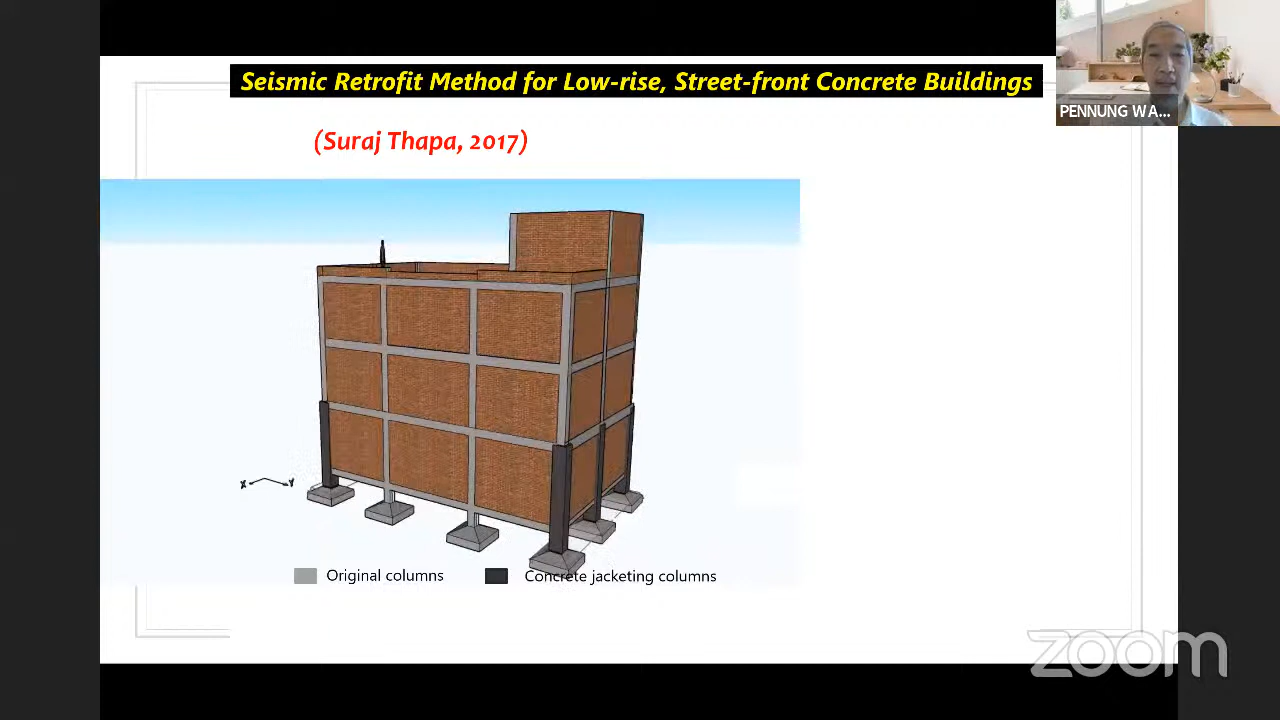 Seismic Retrofit Method for Low-rise, Street-front Concrete Buildings
PENNUNG WA...
(Suraj Thapa, 2017)
X Y
Original columns
Concrete jacketing columns
zoom